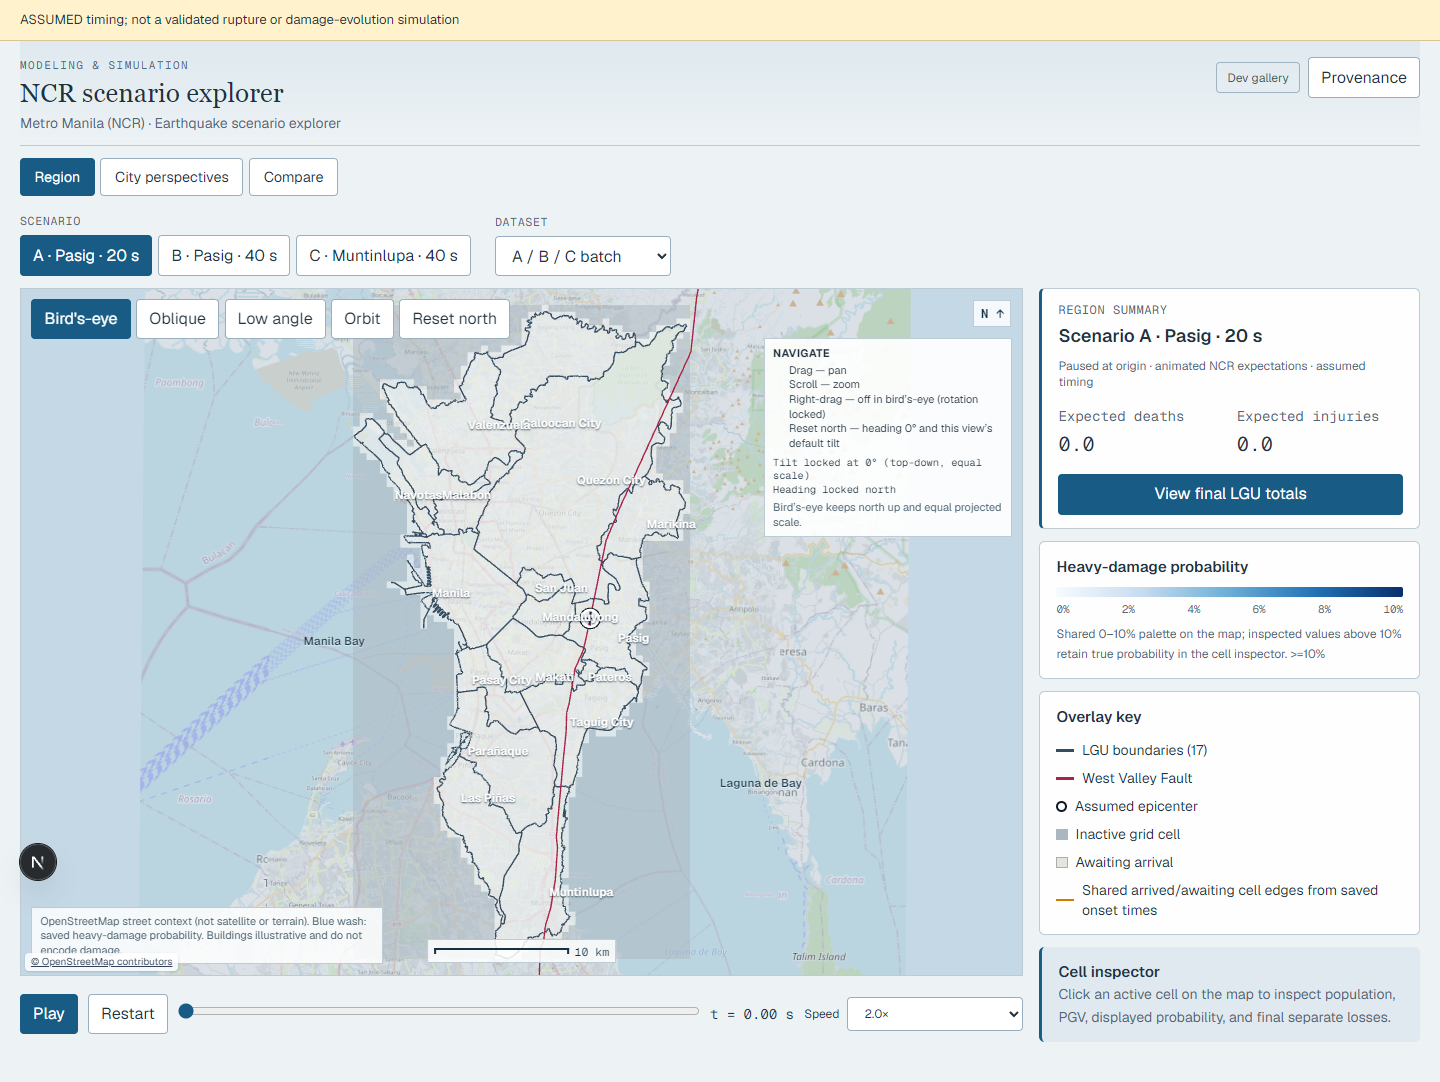 ASSUMED timing; not a validated rupture or damage-evolution simulation
MODELING & SIMULATION
NCR scenario explorer
Metro Manila (NCR) · Earthquake scenario explorer
Dev gallery
Provenance
Region
City perspectives
Compare
SCENARIO
A · Pasig · 20 s
B · Pasig · 40 s
C · Muntinlupa · 40 s
DATASET
A / B / C batch
Bird's-eye
Oblique
Low angle
Orbit
Reset north
N ↑
NAVIGATE
Drag — pan
Scroll — zoom
Right-drag — off in bird's-eye (rotation
locked)
Reset north — heading 0° and this view's
default tilt
Tilt locked at 0° (top-down, equal
scale)
Heading locked north
Bird's-eye keeps north up and equal projected
scale.
Paombong
Bulacan
Valenzuela
Caloocan City
Quezon City
Navotas
Malabon
Marikina
San Juan
Manila
Mandaluyong
Manila Bay
Pasig
Antipolo
Pasay City
Makati
Pateros
Taguig City
Parañaque
Baras
Cardona
Laguna de Bay
Las Piñas
Rosario
Muntinlupa
Cardona
Laguna de Bay
Talim Island
OpenStreetMap street context (not satellite or terrain). Blue wash:
saved heavy-damage probability. Buildings illustrative and do not
encode damage.
© OpenStreetMap contributors
10 km
Play
Restart
t = 0.00 s
Speed
2.0×
REGION SUMMARY
Scenario A · Pasig · 20 s
Paused at origin · animated NCR expectations · assumed
timing
Expected deaths
Expected injuries
0.0
0.0
View final LGU totals
Heavy-damage probability
0% 2% 4% 6% 8% 10%
Shared 0–10% palette on the map; inspected values above 10%
retain true probability in the cell inspector. >=10%
Overlay key
LGU boundaries (17)
West Valley Fault
Assumed epicenter
Inactive grid cell
Awaiting arrival
Shared arrived/awaiting cell edges from saved
onset times
Cell inspector
Click an active cell on the map to inspect population,
PGV, displayed probability, and final separate losses.
N